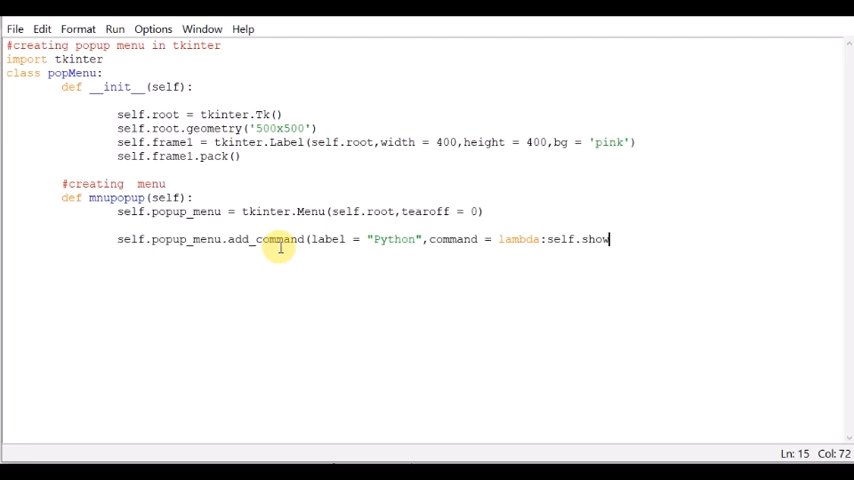 File Edit Format Run Options Window Help
#creating popup menu in tkinter
import tkinter
class popMenu:
def __init__(self):
self.root = tkinter.Tk()
self.root.geometry('500x500')
self.frame1 = tkinter.Label(self.root,width = 400,height = 400,bg = 'pink')
self.frame1.pack()
#creating  menu
def mnupopup(self):
self.popup_menu = tkinter.Menu(self.root,tearoff = 0)
self.popup_menu.add_command(label = "Python",command = lambda:self.show
Ln: 15 Col: 72